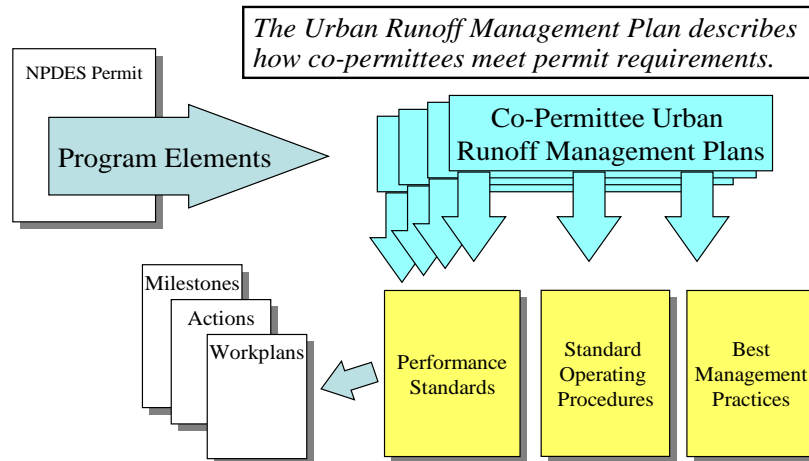 The Urban Runoff Management Plan describes
how co-permittees meet permit requirements.
NPDES Permit
Program Elements
Co-Permittee Urban
Runoff Management Plans
Milestones
Actions
Workplans
Performance
Standards
Standard
Operating
Procedures
Best
Management
Practices